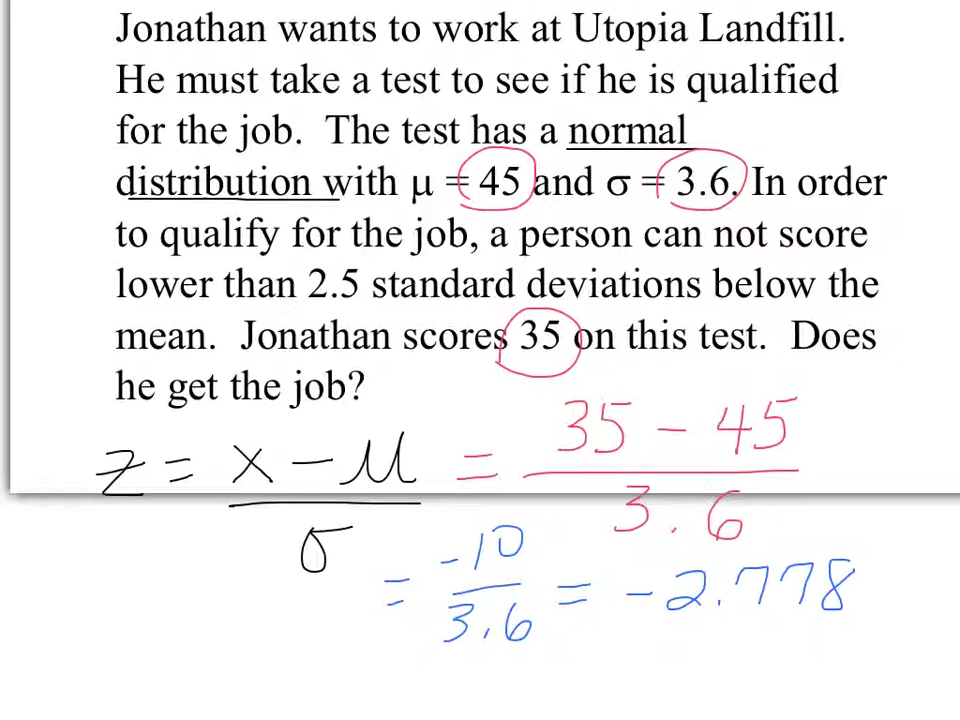 Jonathan wants to work at Utopia Landfill.
He must take a test to see if he is qualified
for the job. The test has a normal
distribution with μ = 45 and σ = 3.6. In order
to qualify for the job, a person can not score
lower than 2.5 standard deviations below the
mean. Jonathan scores 35 on this test. Does
he get the job?
z = x - μ / σ = 35 - 45 / 3.6
= -10 / 3.6 = -2.778